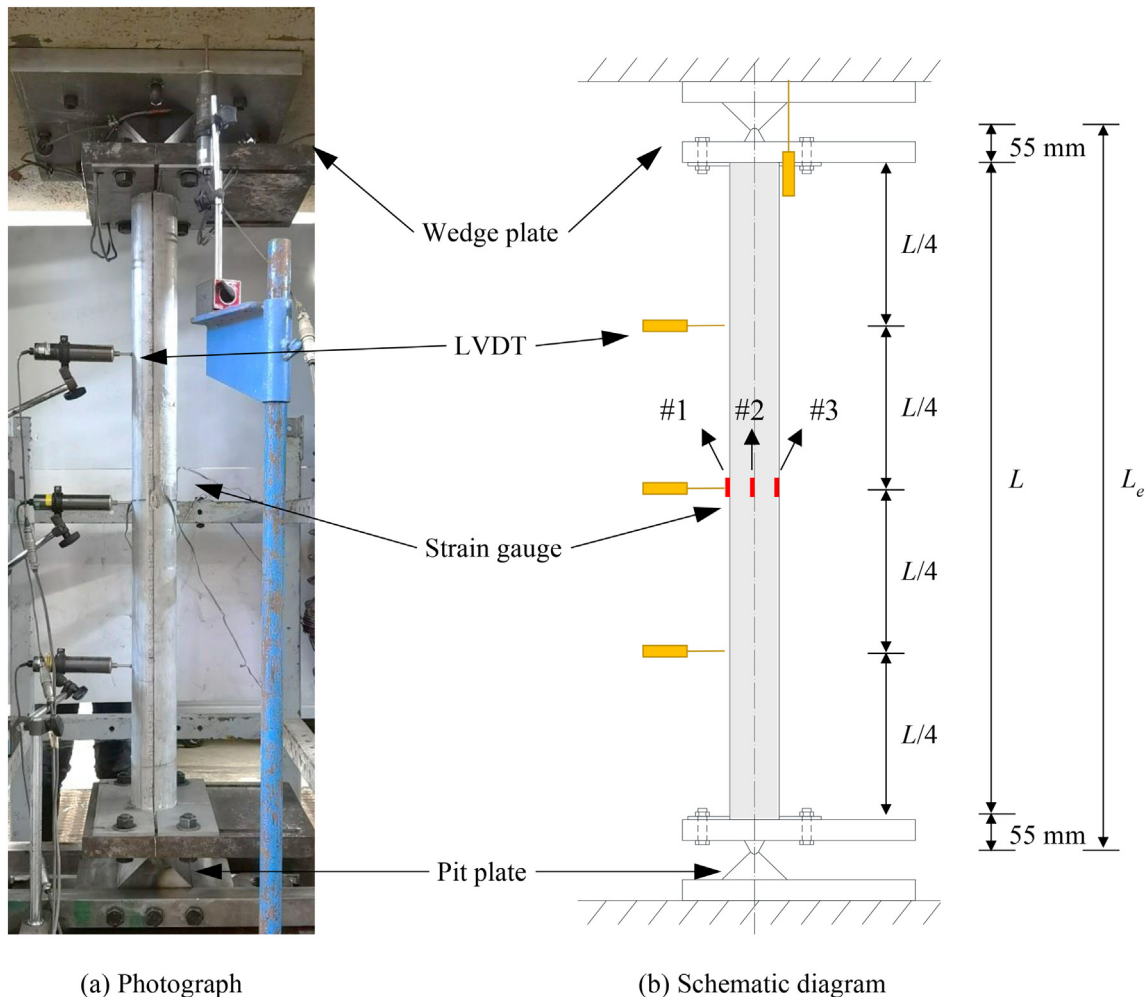 55 mm
Wedge plate
L/4
LVDT
#1 #2 #3
L/4
L
Lₑ
Strain gauge
L/4
L/4
55 mm
Pit plate
(a) Photograph
(b) Schematic diagram